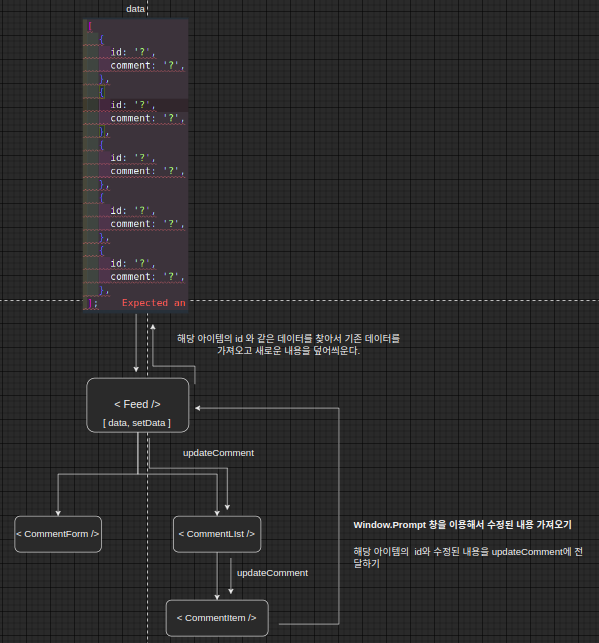 data
[
{
id: '?',
comment: '?',
},
{
id: '?',
comment: '?',
},
{
id: '?',
comment: '?',
},
{
id: '?',
comment: '?',
},
{
id: '?',
comment: '?',
},
];    Expected an
해당 아이템의 id 와 같은 데이터를 찾아서 기존 데이터를
가져오고 새로운 내용을 덮어씌운다.
< Feed />
[ data, setData ]
updateComment
< CommentForm />
< CommentLIst />
Window.Prompt 창을 이용해서 수정된 내용 가져오기
해당 아이템의  id와 수정된 내용을 updateComment에 전
달하기
updateComment
< CommentItem />